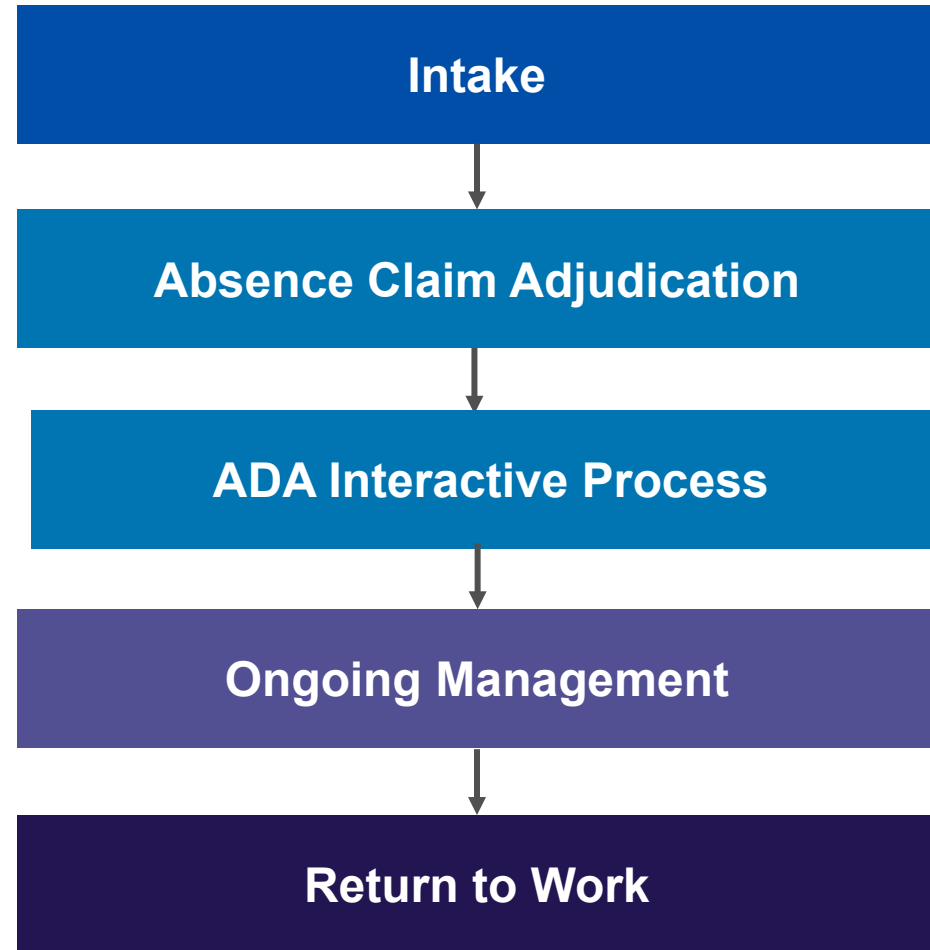 Intake
Absence Claim Adjudication
ADA Interactive Process
Ongoing Management
Return to Work